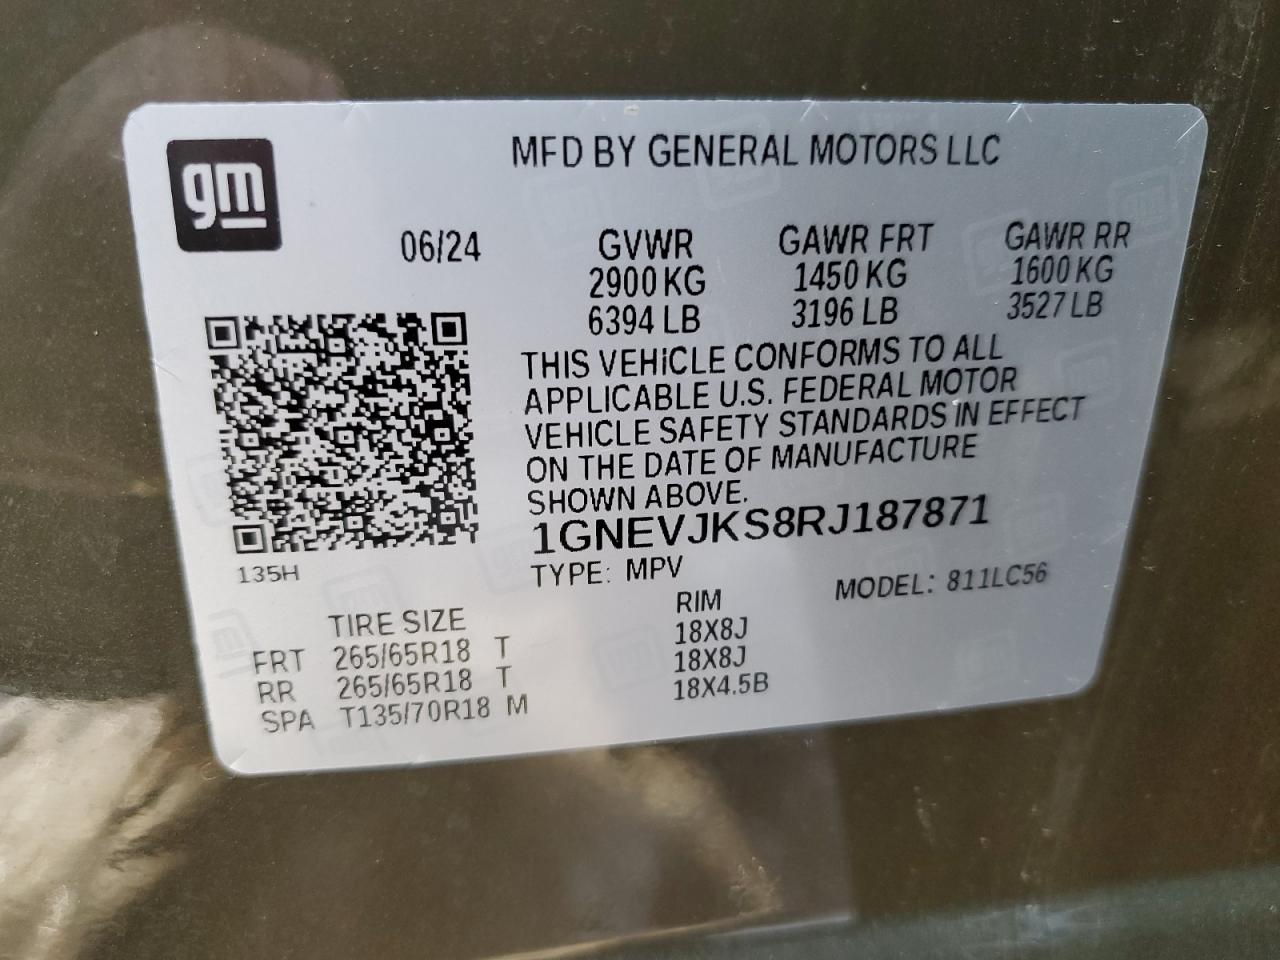 gm
MFD BY GENERAL MOTORS LLC
06/24 GVWR GAWR FRT GAWR RR
2900 KG 1450 KG 1600 KG
6394 LB 3196 LB 3527 LB
THIS VEHICLE CONFORMS TO ALL
APPLICABLE U.S. FEDERAL MOTOR
VEHICLE SAFETY STANDARDS IN EFFECT
ON THE DATE OF MANUFACTURE
SHOWN ABOVE.
1GNEVJKS8RJ187871
135H
TYPE: MPV MODEL: 811LC56
TIRE SIZE RIM
FRT 265/65R18 T 18X8J
RR 265/65R18 T 18X8J
SPA T135/70R18 M 18X4.5B